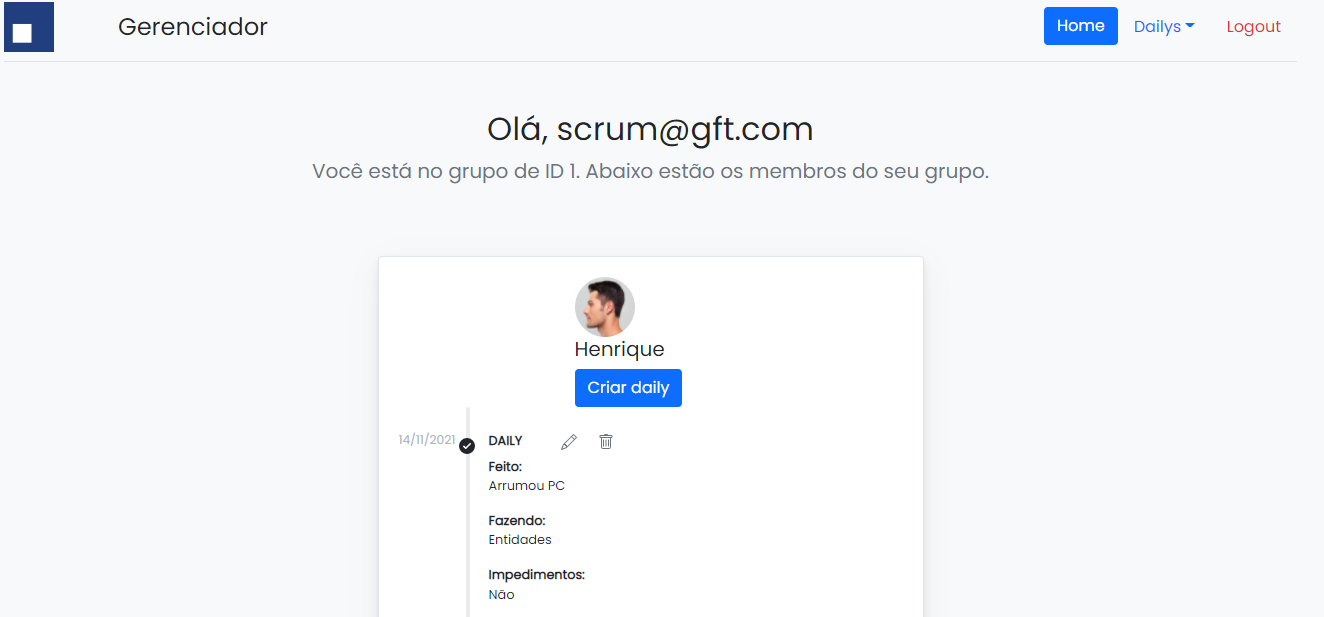 Gerenciador
Home Dailys Logout
Olá, scrum@gft.com
Você está no grupo de ID 1. Abaixo estão os membros do seu grupo.
Henrique
Criar daily
14/11/2021 DAILY
Feito:
Arrumou PC
Fazendo:
Entidades
Impedimentos:
Não